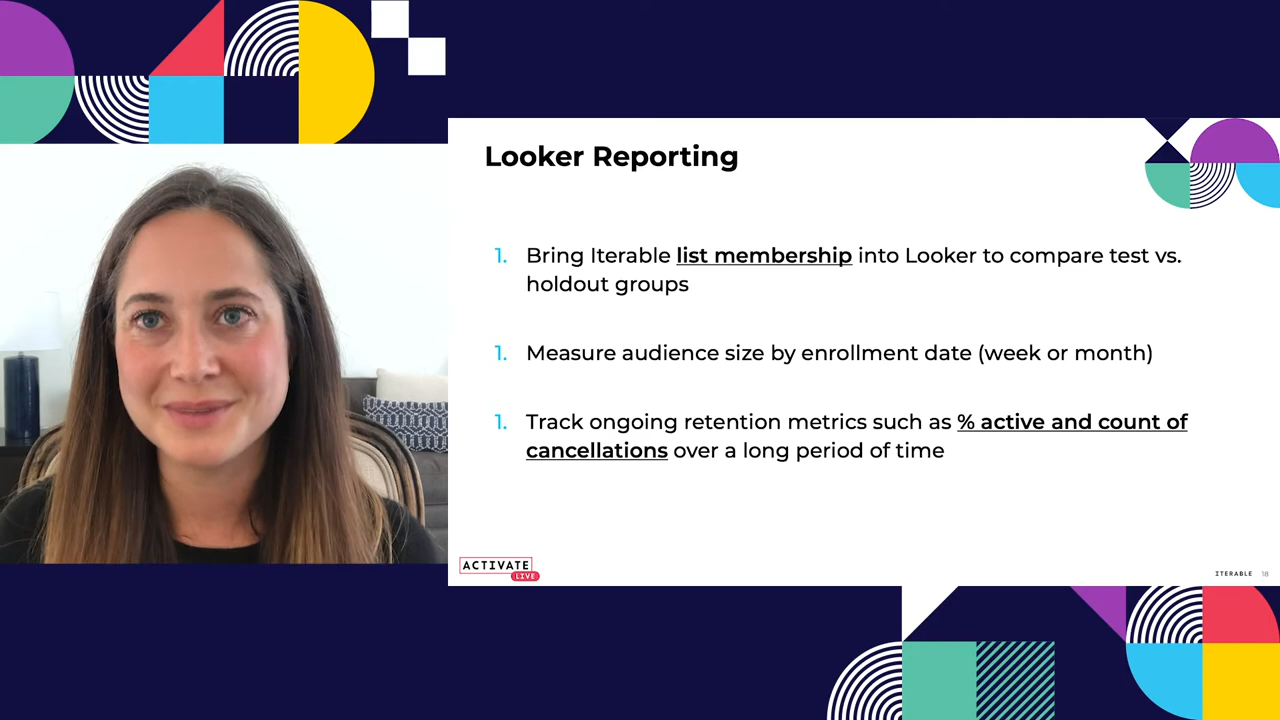 Looker Reporting
1. Bring Iterable list membership into Looker to compare test vs.
holdout groups
1. Measure audience size by enrollment date (week or month)
1. Track ongoing retention metrics such as % active and count of
cancellations over a long period of time
ACTIVATE
LIVE
ITERABLE 18